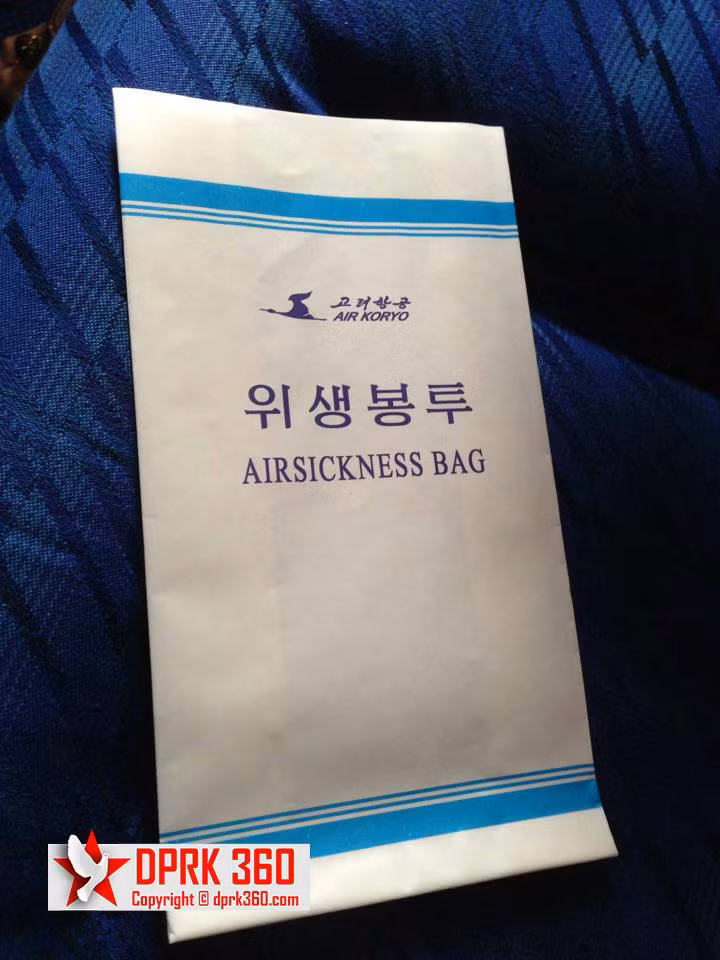 고려항공
AIR KORYO
위생봉투
AIRSICKNESS BAG
DPRK 360
Copyright © dprk360.com